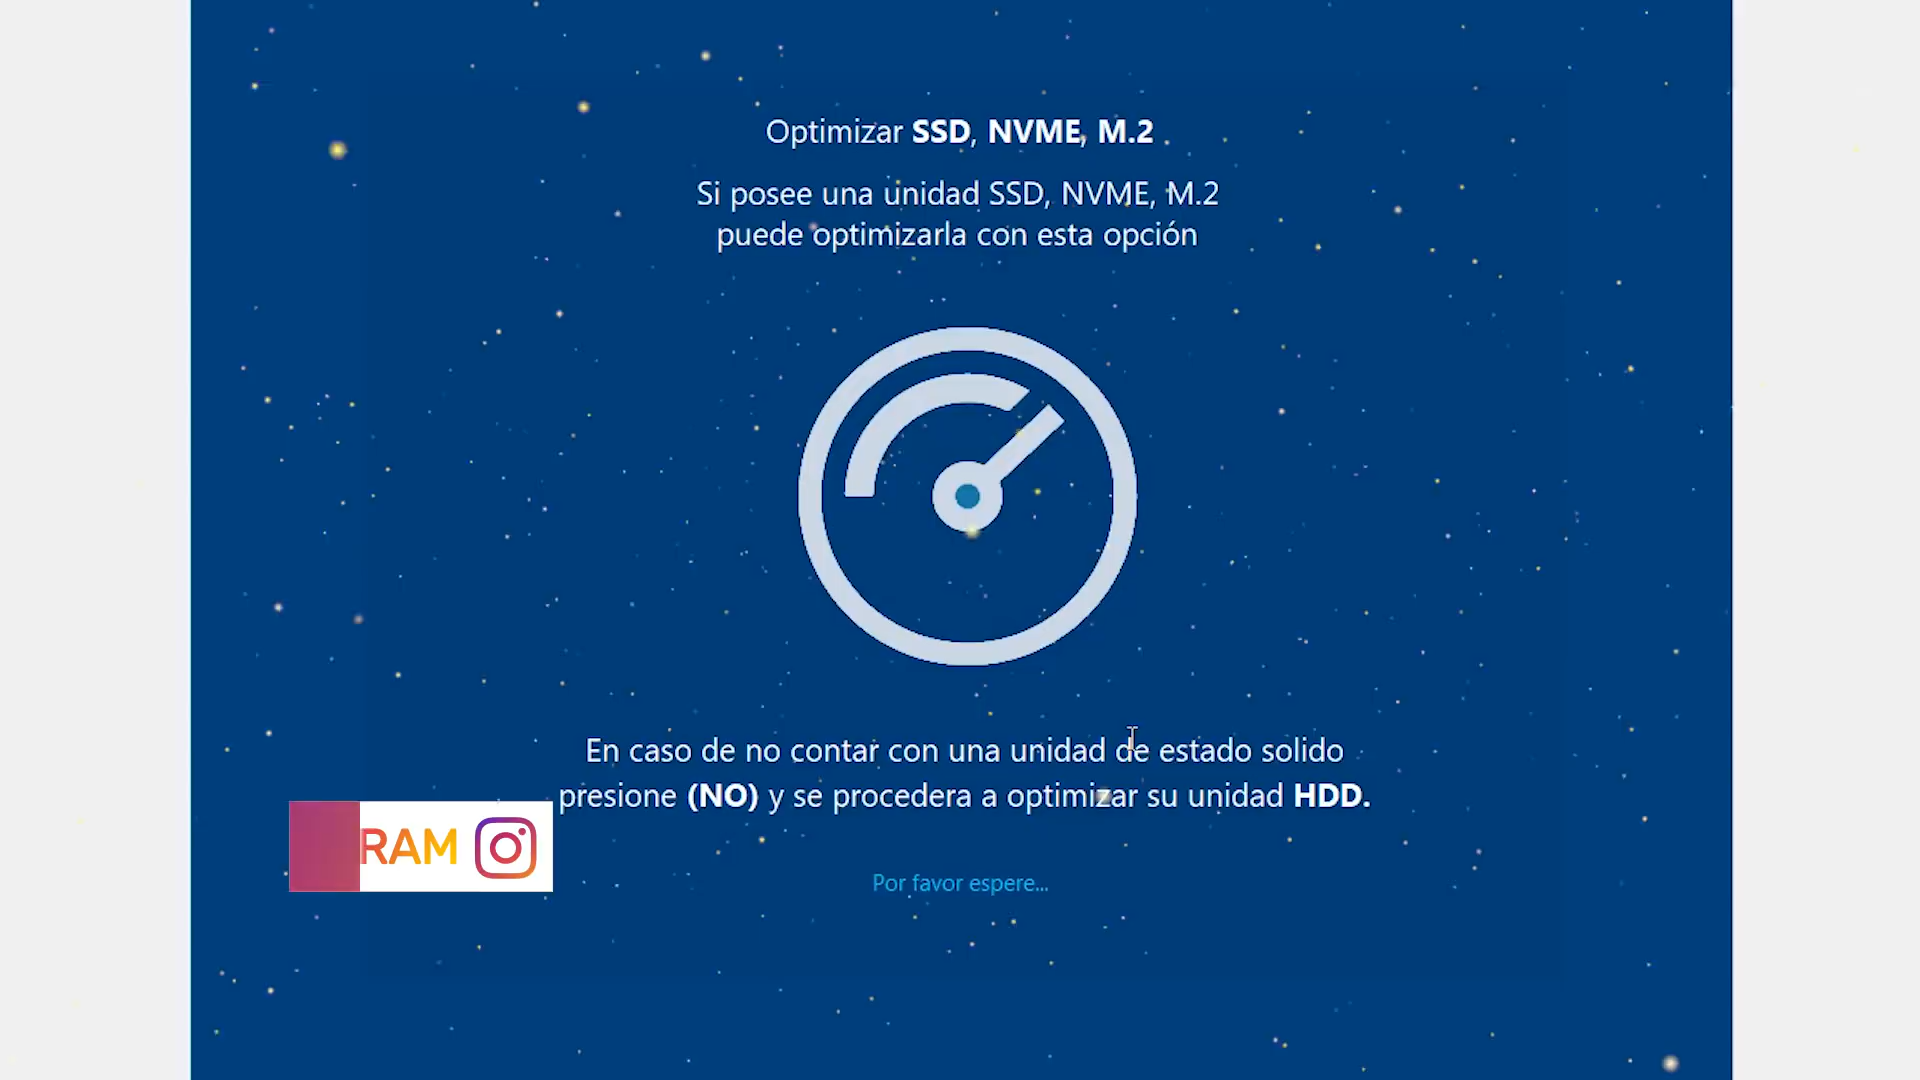 Optimizar SSD, NVME, M.2
Si posee una unidad SSD, NVME, M.2
puede optimizarla con esta opción
En caso de no contar con una unidad de estado solido
presione (NO) y se procedera a optimizar su unidad HDD.
RAM
Por favor espere...